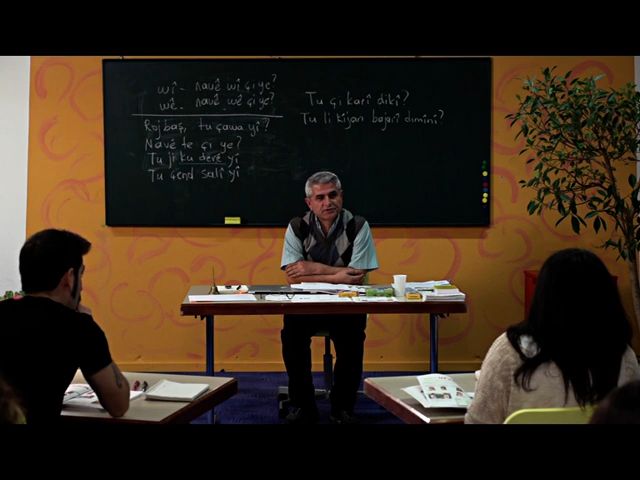 wî - navê wî çi ye?
wê - navê wê çi ye?
Rojbaş, tu çawa yî?
Navê te çi ye?
Tu ji ku derê yî
Tu çend salî yî
Tu çi karî dikî?
Tu li kîjan bajarî dimînî?